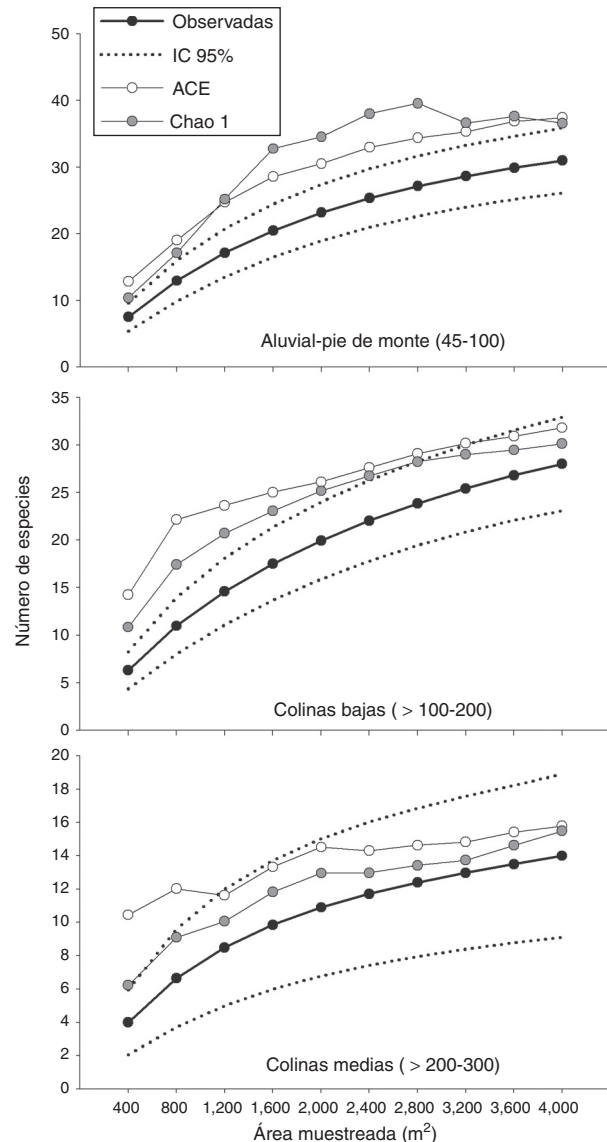 Observadas
IC 95%
ACE
Chao 1
50
40
30
20
10
0
Aluvial-pie de monte (45-100)
35
30
25
20
15
10
5
0
Colinas bajas ( > 100-200)
20
18
16
14
12
10
8
6
4
2
0
Colinas medias ( > 200-300)
Número de especies
400 800 1,200 1,600 2,000 2,400 2,800 3,200 3,600 4,000
Área muestreada (m²)